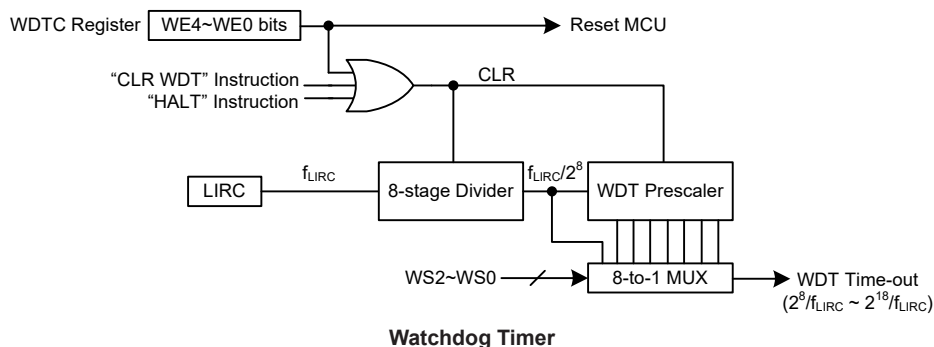 WDTC Register WE4~WE0 bits Reset MCU
“CLR WDT” Instruction
“HALT” Instruction
CLR
fLIRC
fLIRC/2⁸
LIRC
8-stage Divider
WDT Prescaler
WS2~WS0
8-to-1 MUX
WDT Time-out
(2⁸/fLIRC ~ 2¹⁸/fLIRC)
Watchdog Timer